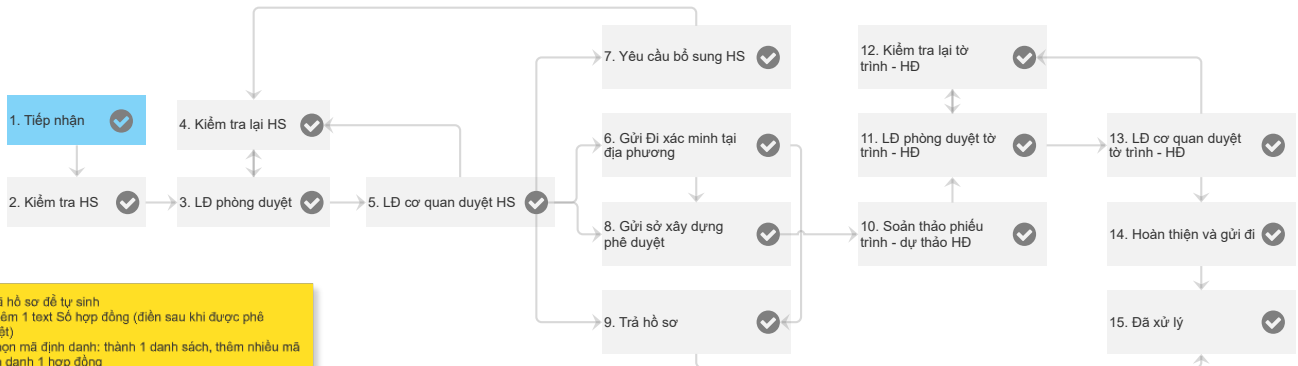 1. Tiếp nhận
2. Kiểm tra HS
3. LĐ phòng duyệt
4. Kiểm tra lại HS
5. LĐ cơ quan duyệt HS
7. Yêu cầu bổ sung HS
6. Gửi Đi xác minh tại
địa phương
8. Gửi sở xây dựng
phê duyệt
9. Trả hồ sơ
12. Kiểm tra lại tờ
trình - HĐ
11. LĐ phòng duyệt tờ
trình - HĐ
10. Soản thảo phiếu
trình - dự thảo HĐ
13. LĐ cơ quan duyệt
tờ trình - HĐ
14. Hoàn thiện và gửi đi
15. Đã xử lý
hồ sơ để tự sinh
1 text Số hợp đồng (điền sau khi được phê
mã định danh: thành 1 danh sách, thêm nhiều mã
danh 1 hợp đồng